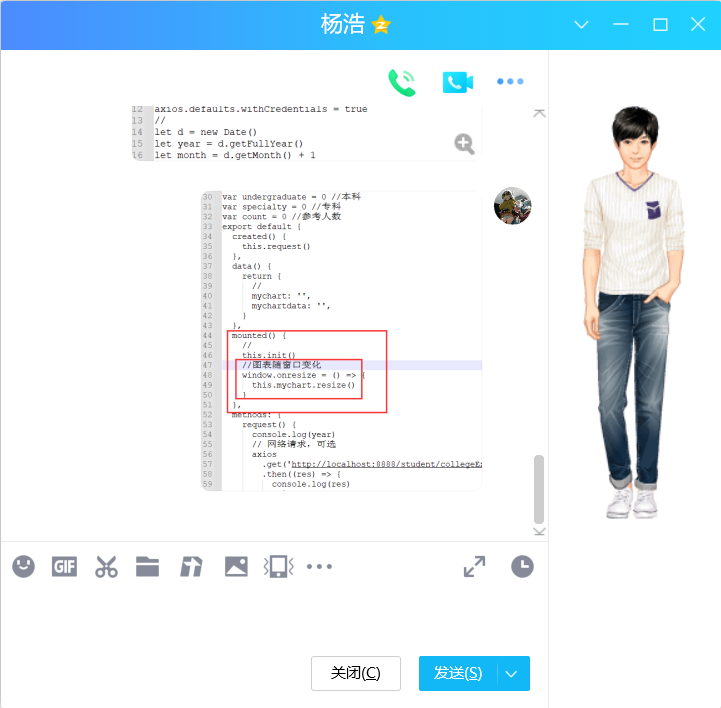 杨浩
12 axios.defaults.withCredentials = true
13 //
14 let d = new Date()
15 let year = d.getFullYear()
16 let month = d.getMonth() + 1
30 var undergraduate = 0 //本科
31 var specialty = 0 //专科
32 var count = 0 //参考人数
33 export default {
34 created() {
35 this.request()
36 },
37 data() {
38 return {
39 //
40 mychart: '',
41 mychartdata: '',
42 }
43 },
44 mounted() {
45 //
46 this.init()
47 //图表随窗口变化
48 window.onresize = () => {
49 this.mychart.resize()
50 }
51 },
52 methods: {
53 request() {
54 console.log(year)
55 // 网络请求，可选
56 axios
57 .get('http://localhost:8888/student/collegeEx
58 .then((res) => {
59 console.log(res)
GIF
关闭(C)
发送(S)